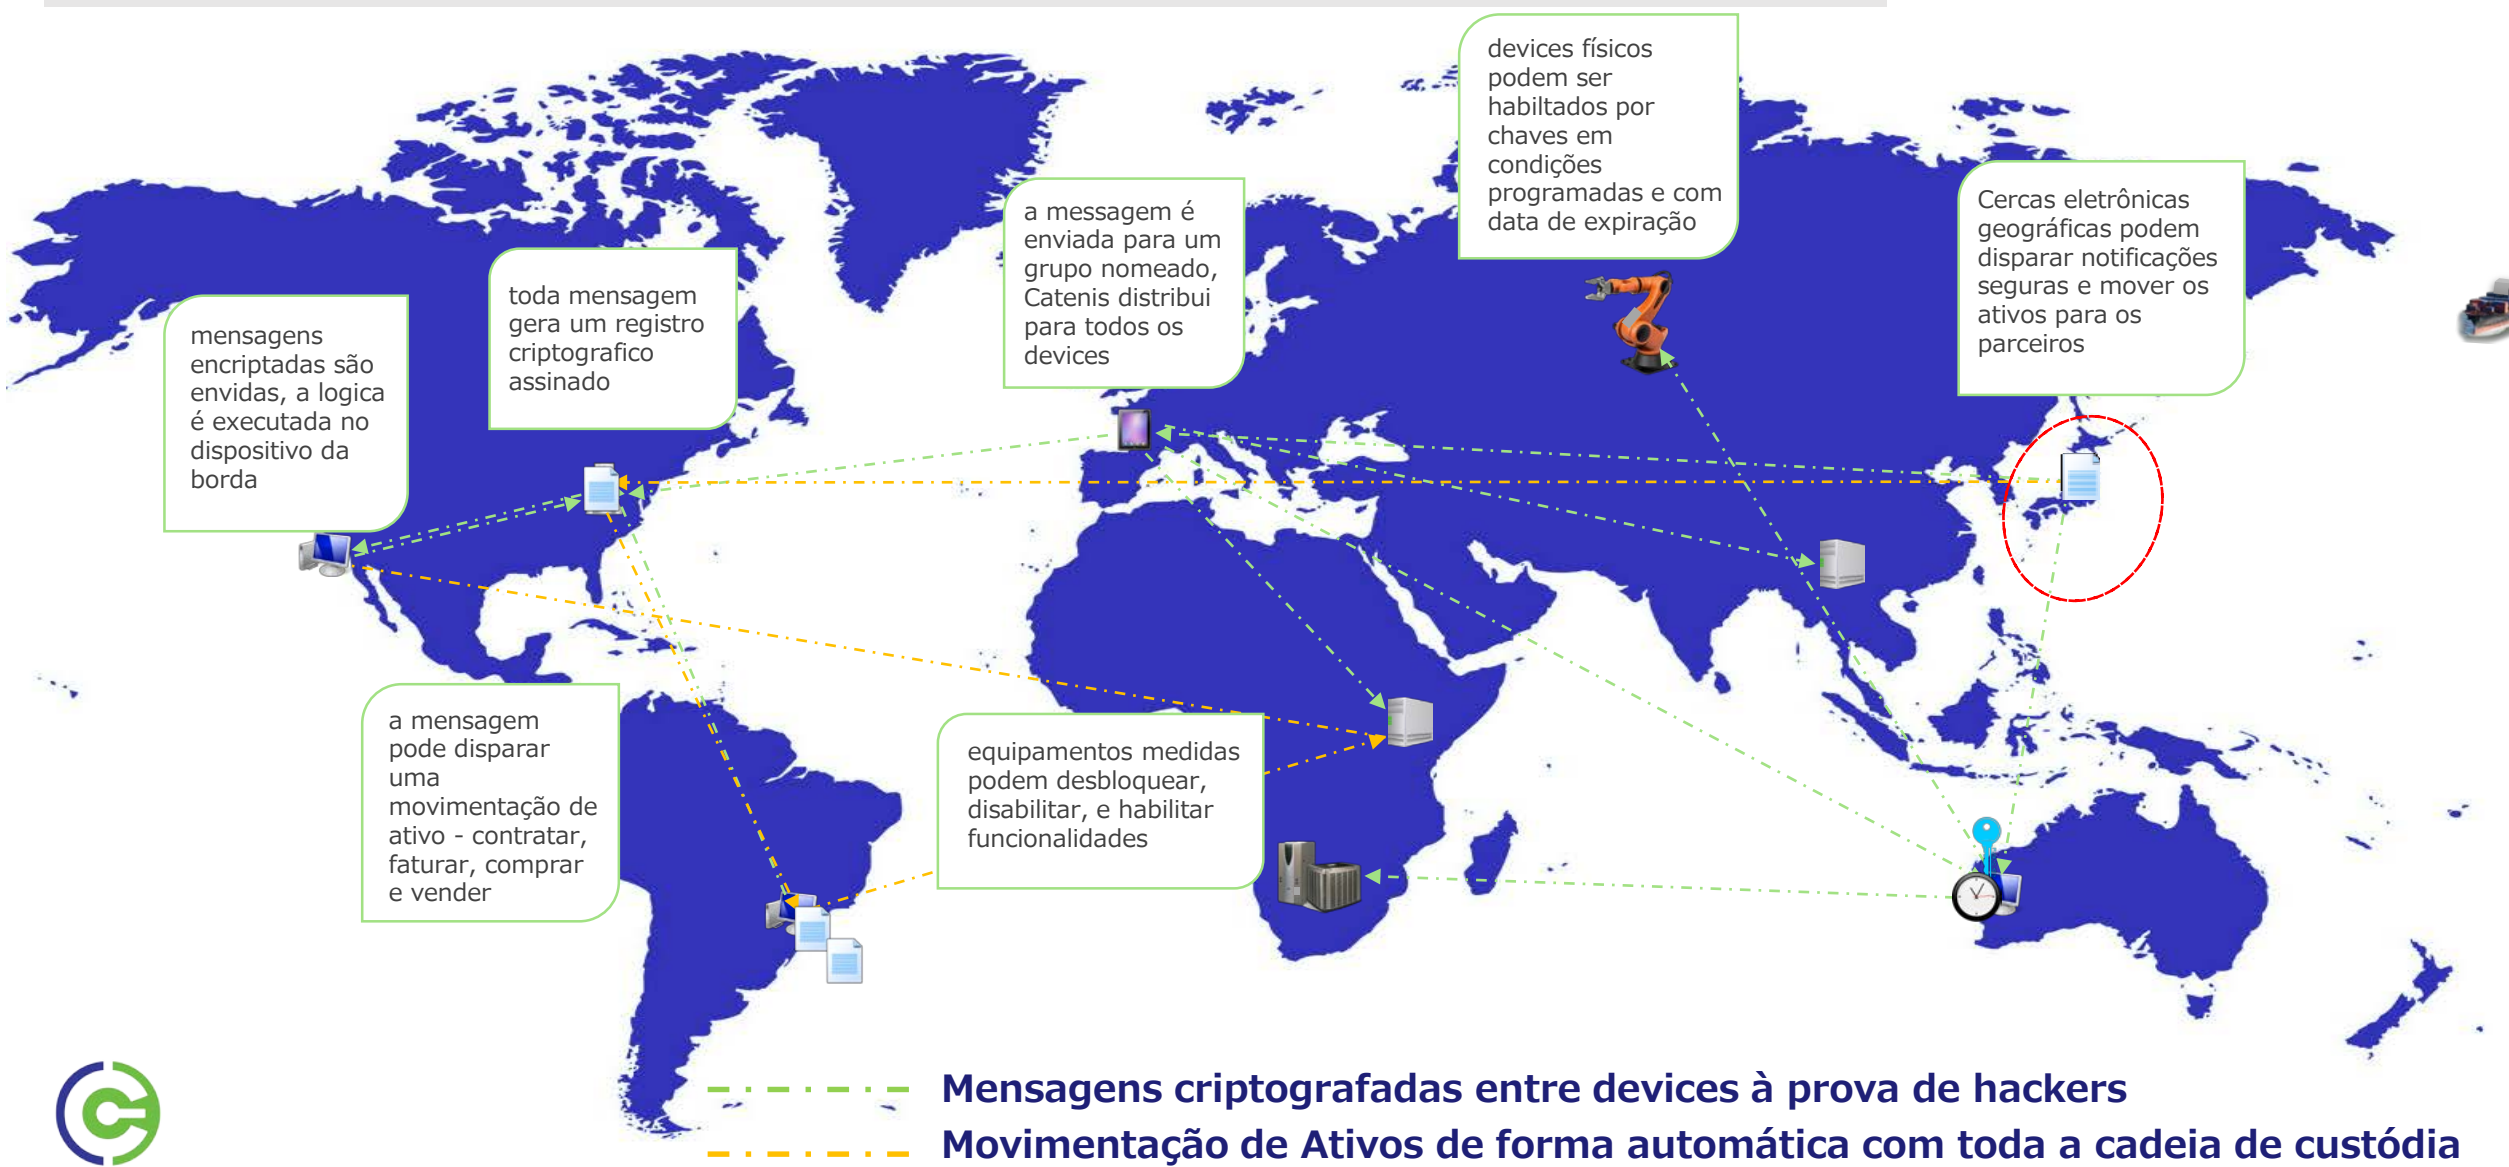 devices físicos
podem ser
habiltados por
chaves em
condições
programadas e com
data de expiração
Cercas eletrônicas
geográficas podem
disparar notificações
seguras e mover os
ativos para os
parceiros
a messagem é
enviada para um
grupo nomeado,
Catenis distribui
para todos os
devices
toda mensagem
gera um registro
criptografico
assinado
mensagens
encriptadas são
envidas, a logica
é executada no
dispositivo da
borda
a mensagem
pode disparar
uma
movimentação de
ativo - contratar,
faturar, comprar
e vender
equipamentos medidas
podem desbloquear,
disabilitar, e habilitar
funcionalidades
Mensagens criptografadas entre devices à prova de hackers
Movimentação de Ativos de forma automática com toda a cadeia de custódia